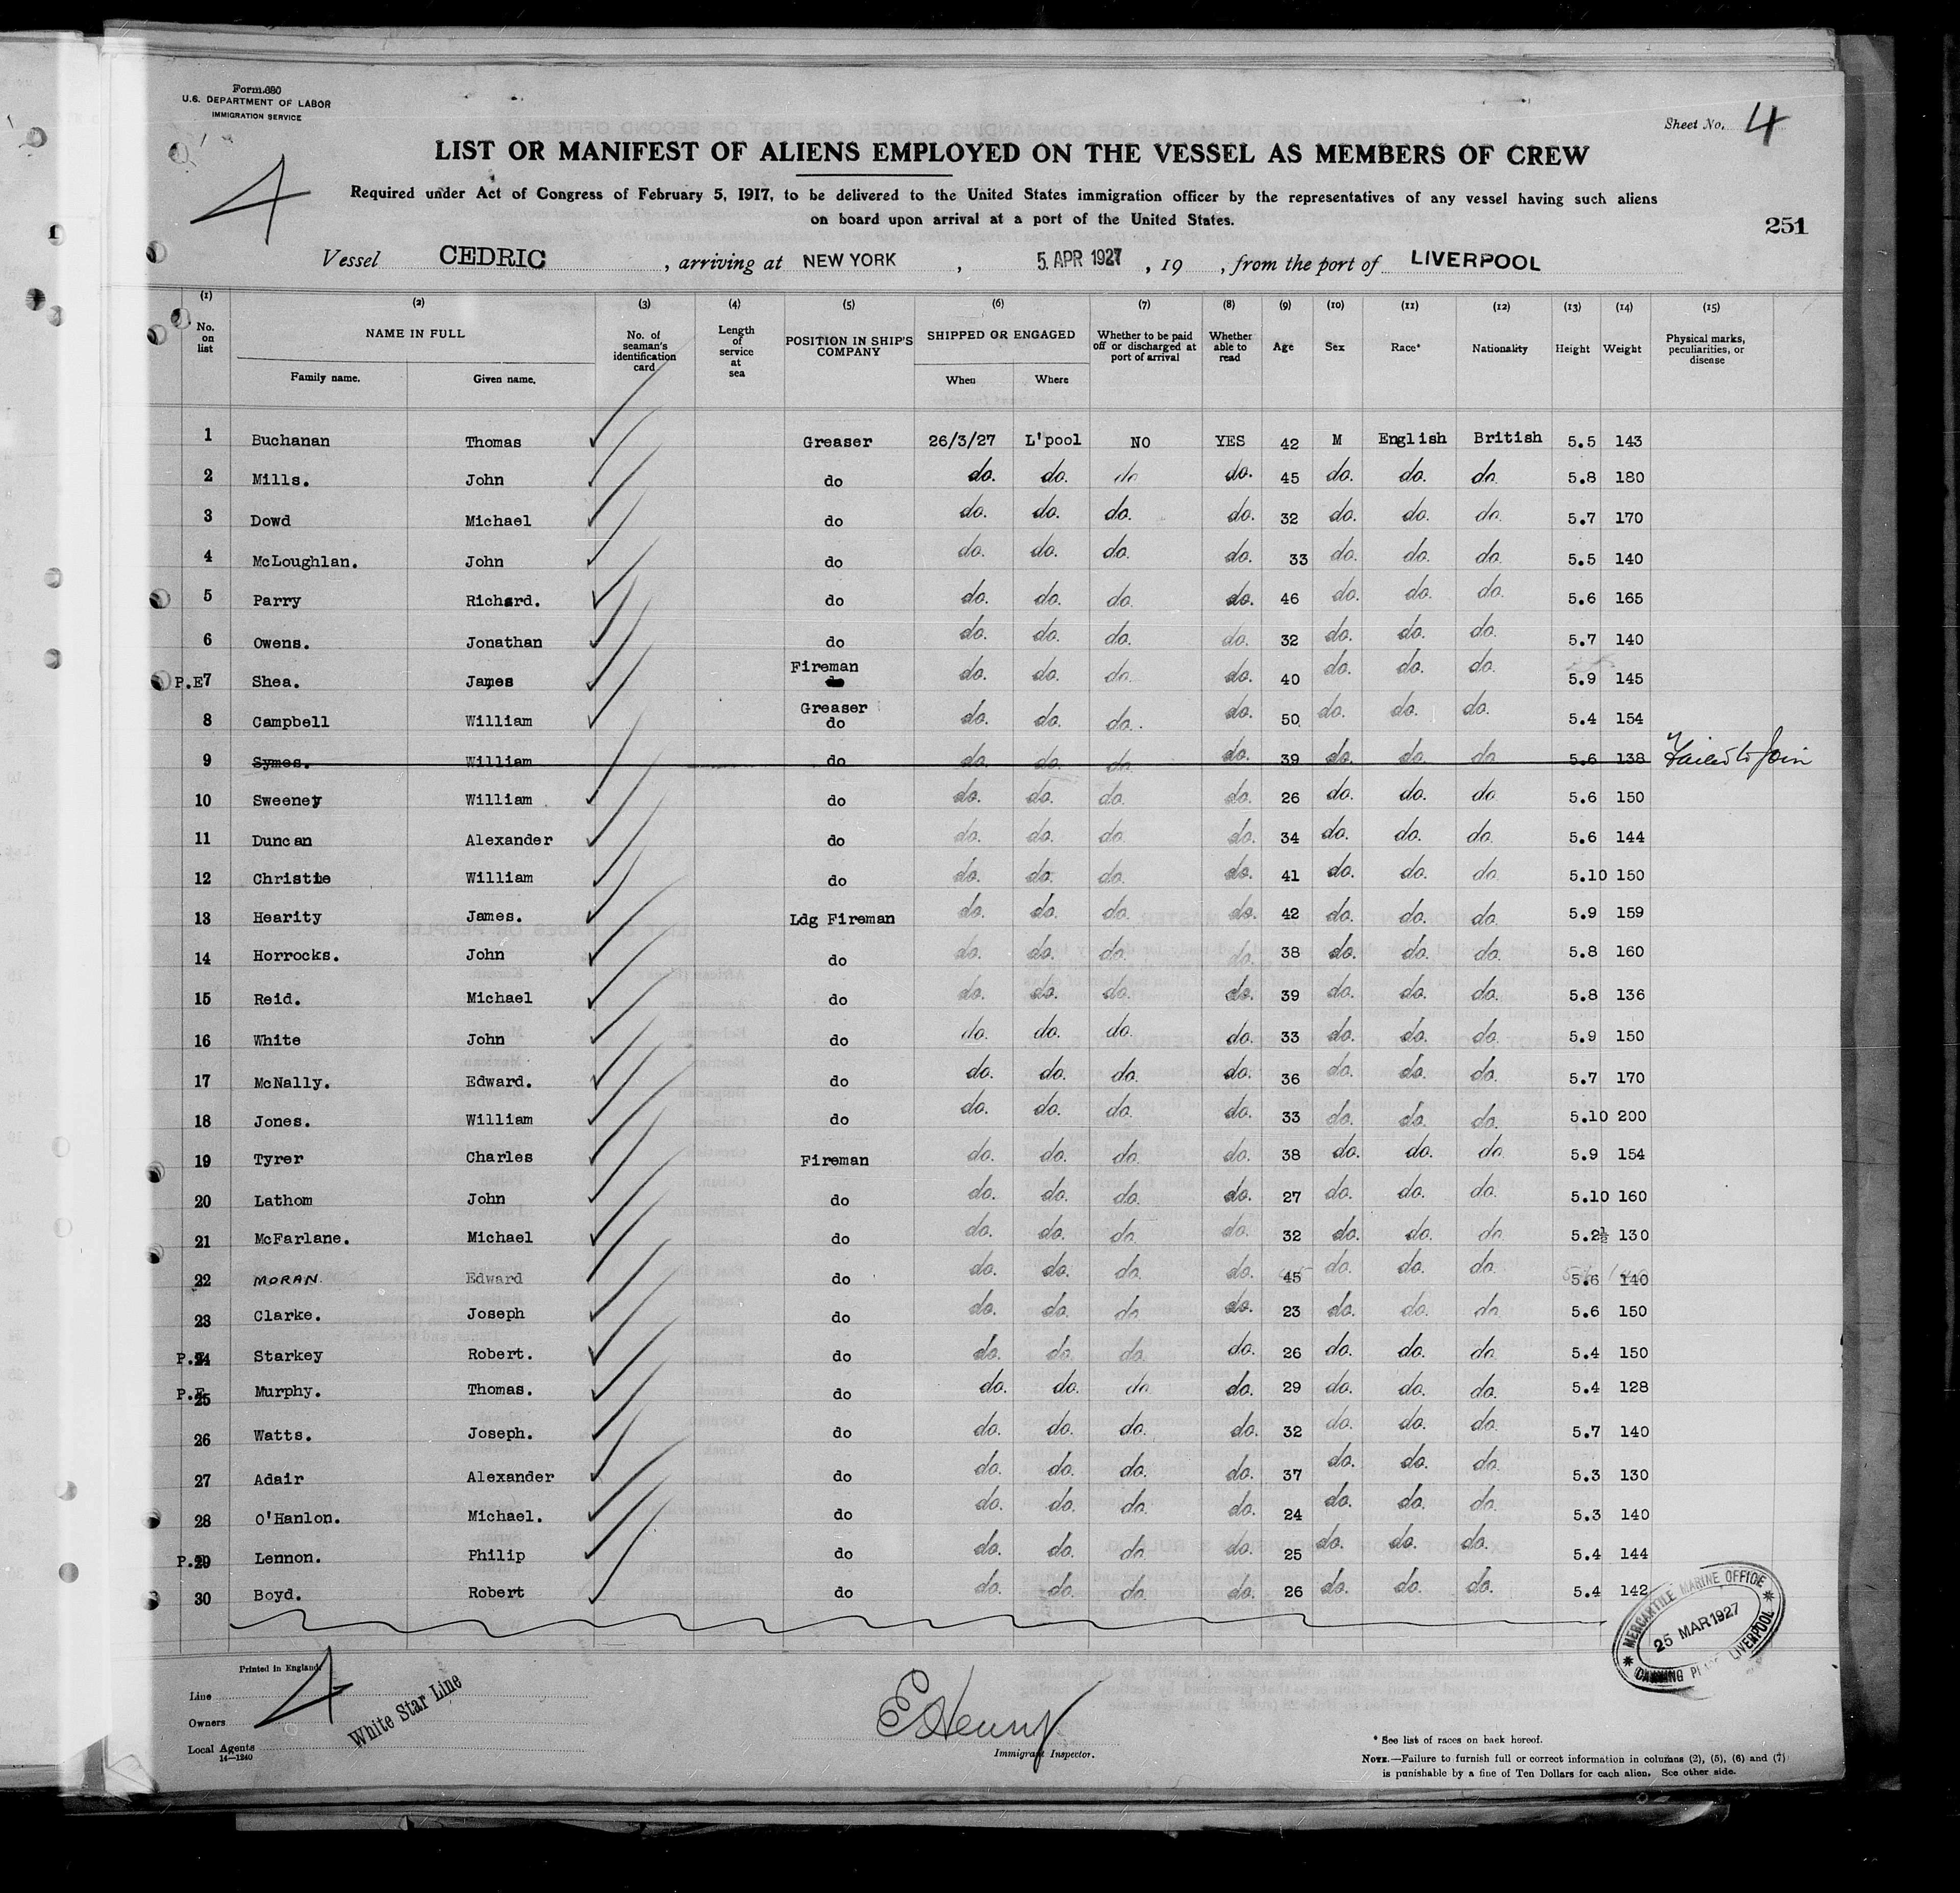 Form 680
U.S. DEPARTMENT OF LABOR
IMMIGRATION SERVICE
Sheet No. 4
4
LIST OR MANIFEST OF ALIENS EMPLOYED ON THE VESSEL AS MEMBERS OF CREW
Required under Act of Congress of February 5, 1917, to be delivered to the United States immigration officer by the representatives of any vessel having such aliens
on board upon arrival at a port of the United States.
251
Vessel CEDRIC, arriving at NEW YORK, 5 APR 1927, 19 , from the port of LIVERPOOL
(1) (2) (3) (4) (5) (6) (7) (8) (9) (10) (11) (12) (13) (14) (15)
No. on list NAME IN FULL No. of seaman's identification card Length of service at sea POSITION IN SHIP'S COMPANY SHIPPED OR ENGAGED Whether to be paid off or discharged at port of arrival Whether able to read Age Sex Race* Nationality Height Weight Physical marks, peculiarities, or disease
Family name. Given name. When Where
1 Buchanan Thomas Greaser 26/3/27 L'pool NO YES 42 M English British 5.5 143
2 Mills. John do do. do. do do. 45 do. do. do. 5.8 180
3 Dowd Michael do do. do. do. do. 32 do. do. do. 5.7 170
4 McLoughlan. John do do. do. do. do. 33 do. do. do. 5.5 140
5 Parry Richard. do do. do. do. do. 46 do. do. do. 5.6 165
6 Owens. Jonathan do do. do. do. do. 32 do. do. do. 5.7 140
P.E 7 Shea. James Fireman do. do. do. do. 40 do. do. do. 5.9 145
8 Campbell William Greaser do do. do. do. do. 50 do. do. do. 5.4 154
9 Symes. William do do. do. do. do. 39 do. do. do. 5.6 138 Failed to Join
10 Sweeney William do do. do. do. do. 26 do. do. do. 5.6 150
11 Duncan Alexander do do. do. do. do. 34 do. do. do. 5.6 144
12 Christie William do do. do. do. do. 41 do. do. do. 5.10 150
13 Hearity James. Ldg Fireman do. do. do. do. 42 do. do. do. 5.9 159
14 Horrocks. John do do. do. do. do. 38 do. do. do. 5.8 160
15 Reid. Michael do do. do. do. do. 39 do. do. do. 5.8 136
16 White John do do. do. do. do. 33 do. do. do. 5.9 150
17 McNally. Edward. do do. do. do. do. 36 do. do. do. 5.7 170
18 Jones. William do do. do. do. do. 33 do. do. do. 5.10 200
19 Tyrer Charles Fireman do. do. do. do. 38 do. do. do. 5.9 154
20 Lathom John do do. do. do. do. 27 do. do. do. 5.10 160
21 McFarlane. Michael do do. do. do. do. 32 do. do. do. 5.2½ 130
22 MORAN Edward do do. do. do. do. 45 do. do. do. 5.6 140
23 Clarke. Joseph do do. do. do. do. 23 do. do. do. 5.6 150
P.E. 24 Starkey Robert. do do. do. do. do. 26 do. do. do. 5.4 150
P.E. 25 Murphy. Thomas. do do. do. do. do. 29 do. do. do. 5.4 128
26 Watts. Joseph. do do. do. do. do. 32 do. do. do. 5.7 140
27 Adair Alexander do do. do. do. do. 37 do. do. do. 5.3 130
28 O'Hanlon. Michael. do do. do. do. do. 24 do. do. do. 5.3 140
P.E. 29 Lennon. Philip do do. do. do. do. 25 do. do. do. 5.4 144
30 Boyd. Robert do do. do. do. do. 26 do. do. do. 5.4 142
MERCANTILE MARINE OFFICE
25 MAR 1927
CANNING PLACE LIVERPOOL
Printed in England
4
Line
Owners
White Star Line
Local Agents
14—1240
E Henry
Immigrant Inspector.
* See list of races on back hereof.
NOTE.—Failure to furnish full or correct information in columns (2), (5), (6) and (7)
is punishable by a fine of Ten Dollars for each alien. See other side.